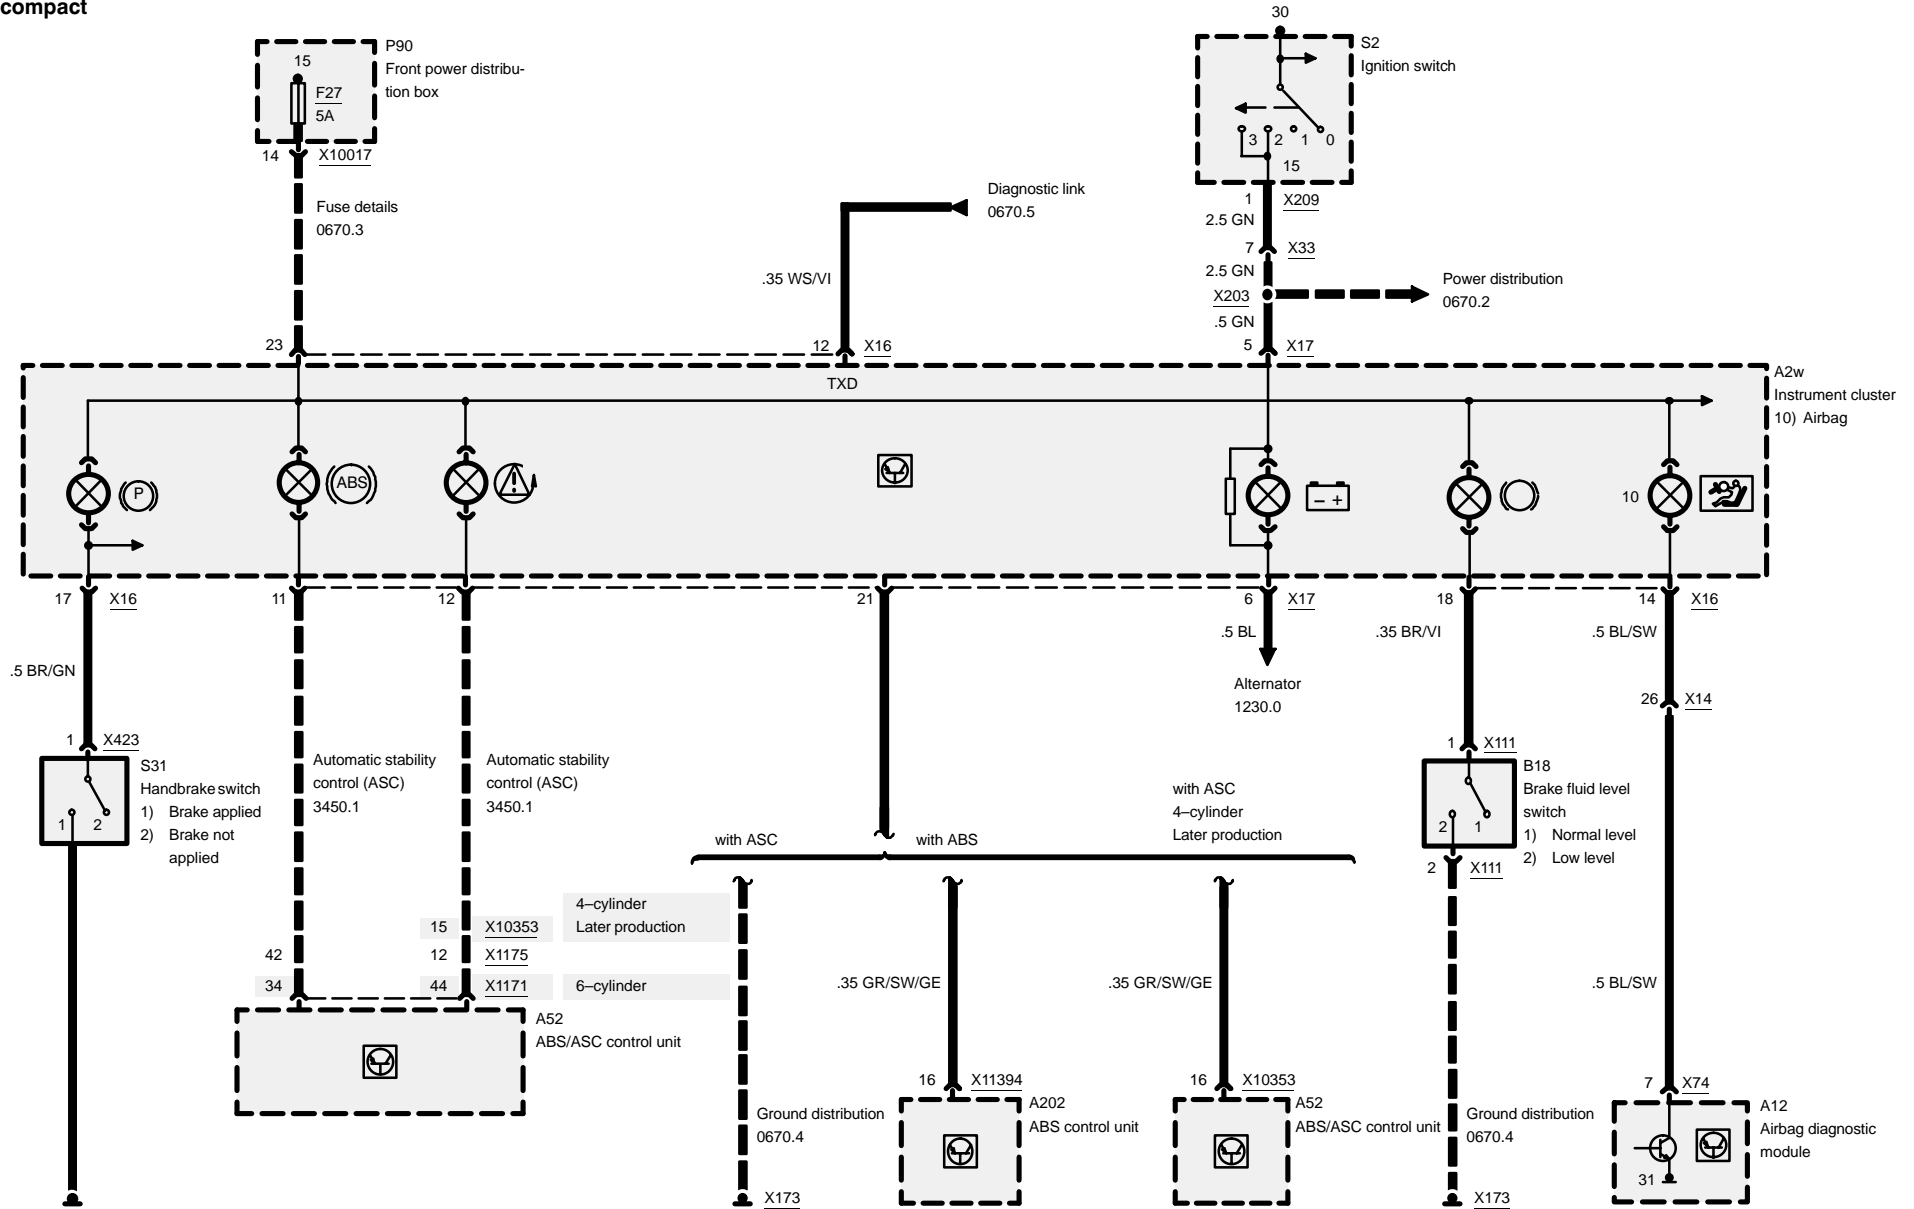 compact
P90
Front power distribu-
tion box
15
F27
5A
14 X10017
Fuse details
0670.3
23
Diagnostic link
0670.5
.35 WS/VI
12 X16
30
S2
Ignition switch
3 2 1 0
15
1 X209
2.5 GN
7 X33
2.5 GN
X203
.5 GN
5 X17
Power distribution
0670.2
TXD
A2w
Instrument cluster
10) Airbag
P
ABS
!
– +
10
17 X16
11
12
21
6 X17
18
14 X16
.5 BR/GN
.5 BL
.35 BR/VI
.5 BL/SW
Alternator
1230.0
26 X14
1 X423
S31
Handbrake switch
1) Brake applied
2) Brake not
applied
1 2
Automatic stability
control (ASC)
3450.1
Automatic stability
control (ASC)
3450.1
with ASC
with ABS
with ASC
4–cylinder
Later production
1 X111
B18
Brake fluid level
switch
1) Normal level
2) Low level
2 1
2 X111
4–cylinder
15 X10353 Later production
42
12 X1175
34
44 X1171 6–cylinder
.35 GR/SW/GE
.35 GR/SW/GE
.5 BL/SW
A52
ABS/ASC control unit
16 X11394
A202
ABS control unit
16 X10353
A52
ABS/ASC control unit
7 X74
A12
Airbag diagnostic
module
31
Ground distribution
0670.4
X173
Ground distribution
0670.4
X173